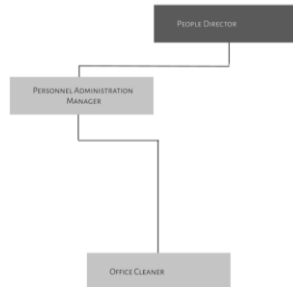 People Director
Personnel Administration
Manager
Office Cleaner